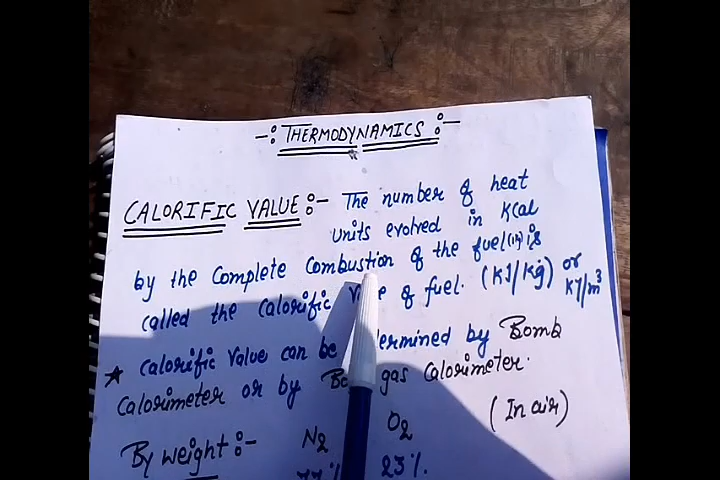 -: THERMODYNAMICS :-
CALORIFIC VALUE :- The number of heat
units evolved in Kcal
by the complete combustion of the fuel is
called the calorific of fuel. (KJ/kg) or KJ/m³
* Calorific value can be by Bomb
Calorimeter or by gas Calorimeter.
(In air)
By weight :- N2 O2
77% 23%